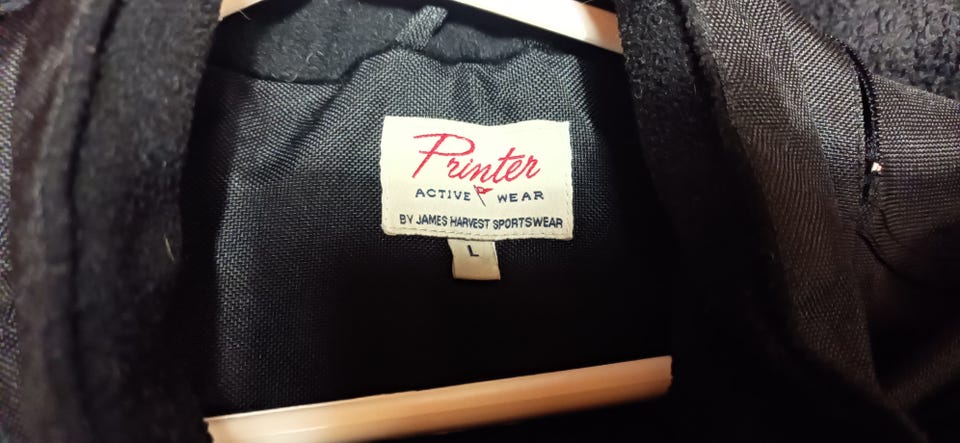 Printer
ACTIVE WEAR
BY JAMES HARVEST SPORTSWEAR
L